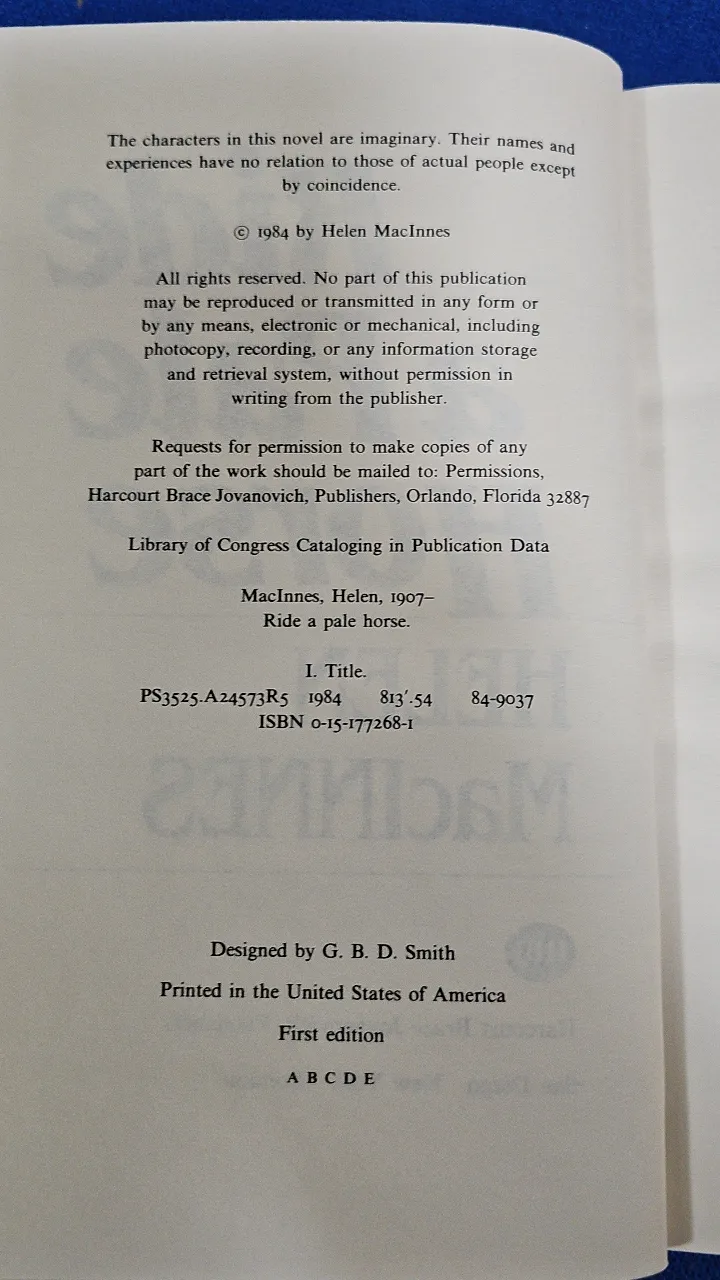 The characters in this novel are imaginary. Their names and
experiences have no relation to those of actual people except
by coincidence.
© 1984 by Helen MacInnes
All rights reserved. No part of this publication
may be reproduced or transmitted in any form or
by any means, electronic or mechanical, including
photocopy, recording, or any information storage
and retrieval system, without permission in
writing from the publisher.
Requests for permission to make copies of any
part of the work should be mailed to: Permissions,
Harcourt Brace Jovanovich, Publishers, Orlando, Florida 32887
Library of Congress Cataloging in Publication Data
MacInnes, Helen, 1907–
Ride a pale horse.
I. Title.
PS3525.A24573R5 1984 813'.54 84-9037
ISBN 0-15-177268-1
HELEN
MacINNES
Designed by G. B. D. Smith
Printed in the United States of America
First edition
A B C D E